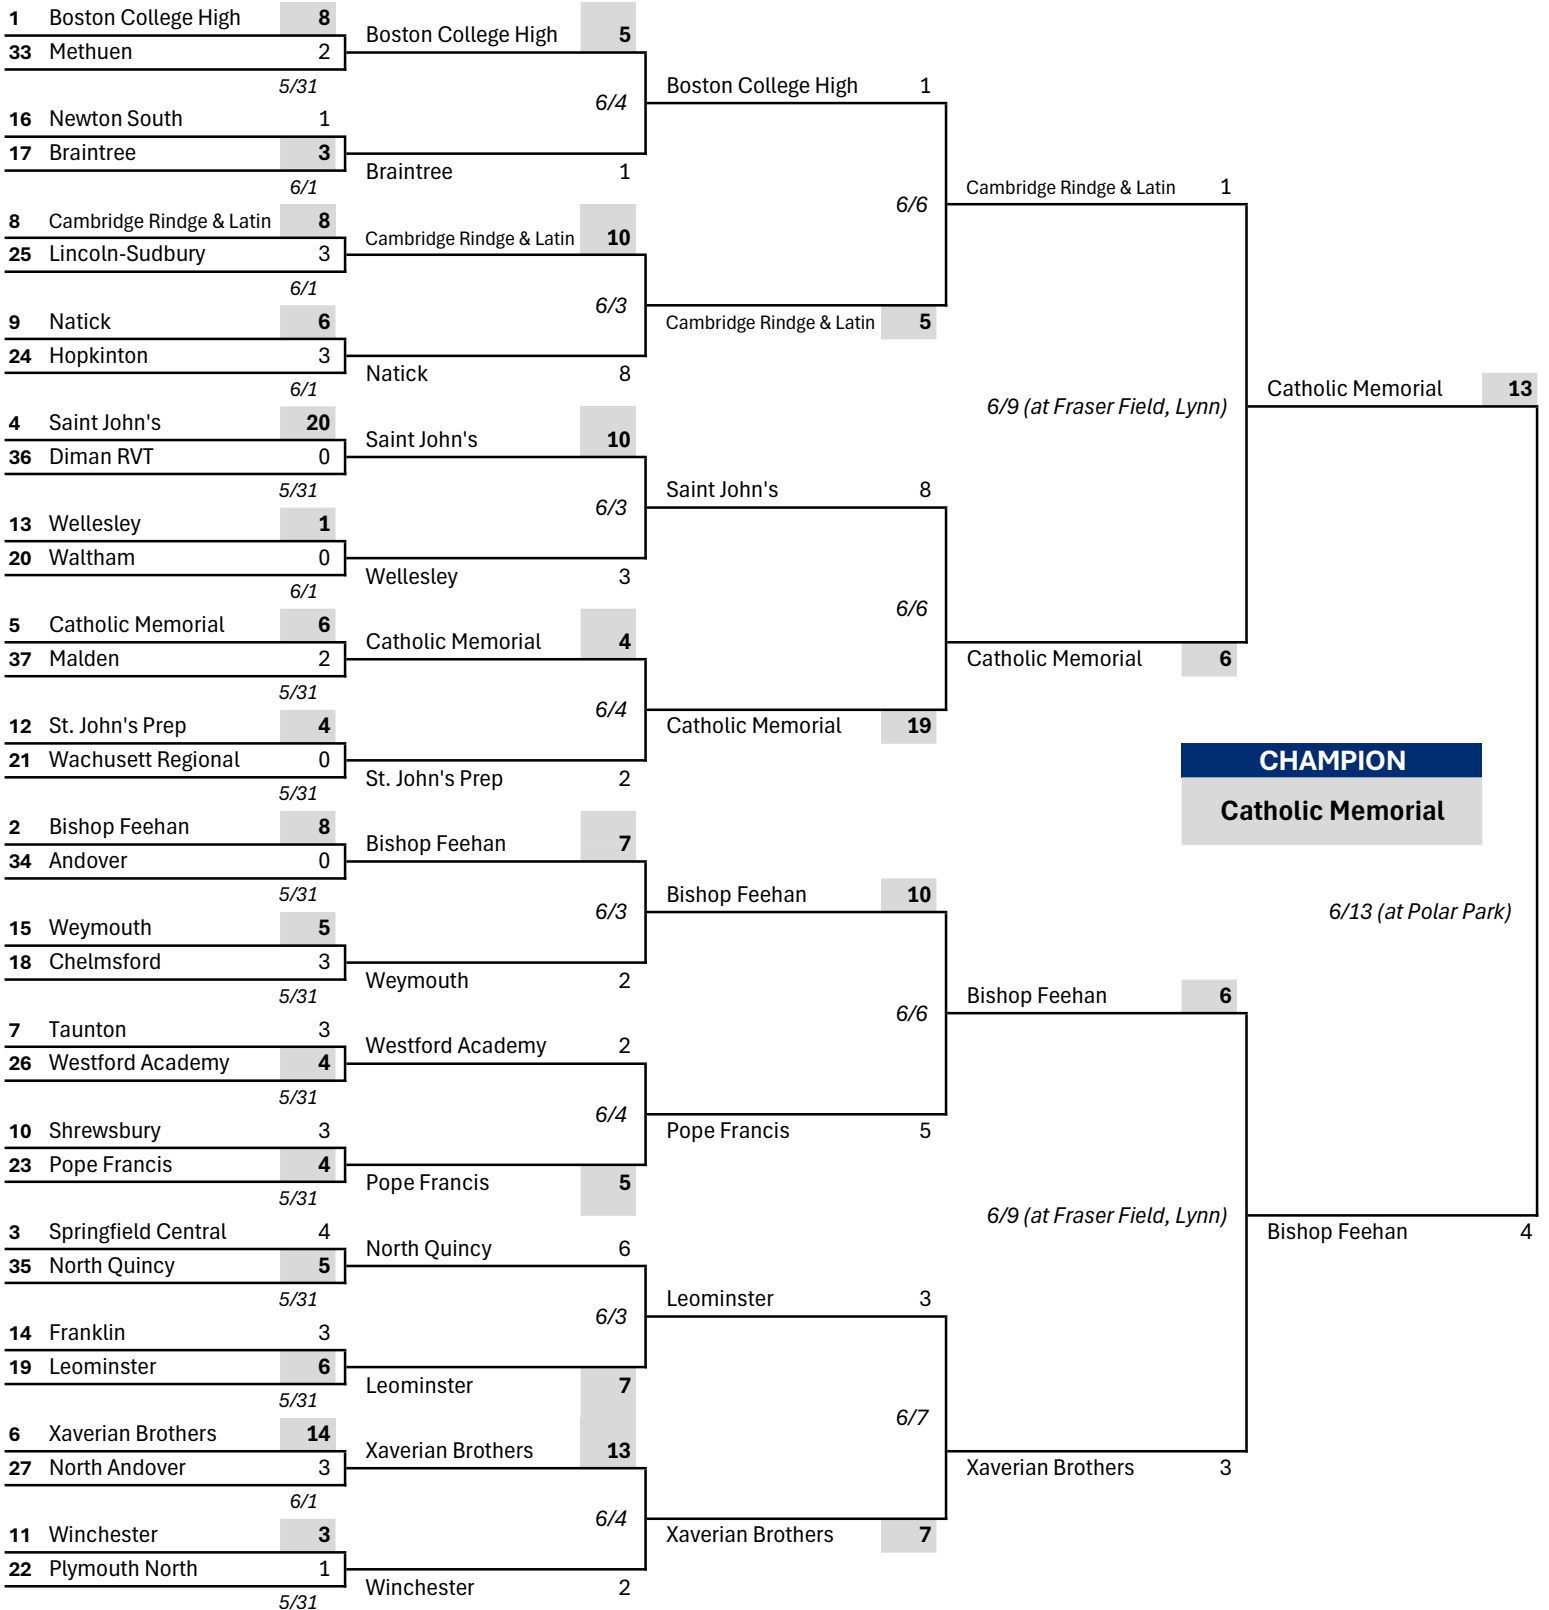 1 Boston College High 8
33 Methuen 2
5/31
16 Newton South 1
17 Braintree 3
6/1
8 Cambridge Rindge & Latin 8
25 Lincoln-Sudbury 3
6/1
9 Natick 6
24 Hopkinton 3
6/1
4 Saint John's 20
36 Diman RVT 0
5/31
13 Wellesley 1
20 Waltham 0
6/1
5 Catholic Memorial 6
37 Malden 2
5/31
12 St. John's Prep 4
21 Wachusett Regional 0
5/31
2 Bishop Feehan 8
34 Andover 0
5/31
15 Weymouth 5
18 Chelmsford 3
5/31
7 Taunton 3
26 Westford Academy 4
5/31
10 Shrewsbury 3
23 Pope Francis 4
5/31
3 Springfield Central 4
35 North Quincy 5
5/31
14 Franklin 3
19 Leominster 6
5/31
6 Xaverian Brothers 14
27 North Andover 3
6/1
11 Winchester 3
22 Plymouth North 1
5/31
Boston College High 5
6/4
Braintree 1
Cambridge Rindge & Latin 10
6/3
Natick 8
Saint John's 10
6/3
Wellesley 3
Catholic Memorial 4
6/4
St. John's Prep 2
Bishop Feehan 7
6/3
Weymouth 2
Westford Academy 2
6/4
Pope Francis 5
North Quincy 6
6/3
Leominster 7
Xaverian Brothers 13
6/4
Winchester 2
Boston College High 1
6/6
Cambridge Rindge & Latin 5
Saint John's 8
6/6
Catholic Memorial 19
Bishop Feehan 10
6/6
Pope Francis 5
Leominster 3
6/7
Xaverian Brothers 7
Cambridge Rindge & Latin 1
6/9 (at Fraser Field, Lynn)
Catholic Memorial 6
Bishop Feehan 6
6/9 (at Fraser Field, Lynn)
Xaverian Brothers 3
Catholic Memorial 13
6/13 (at Polar Park)
Bishop Feehan 4
CHAMPION
Catholic Memorial